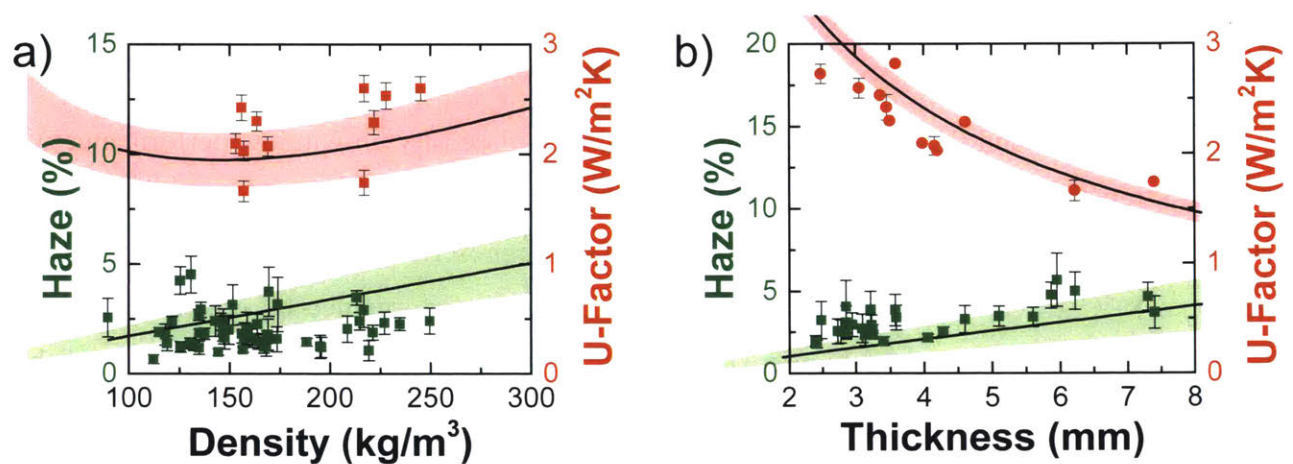 a)
15
10
5
0
Haze (%)
3
2
1
0
U-Factor (W/m²K)
100 150 200 250 300
Density (kg/m³)
b)
20
15
10
5
0
Haze (%)
3
2
1
0
U-Factor (W/m²K)
2 3 4 5 6 7 8
Thickness (mm)